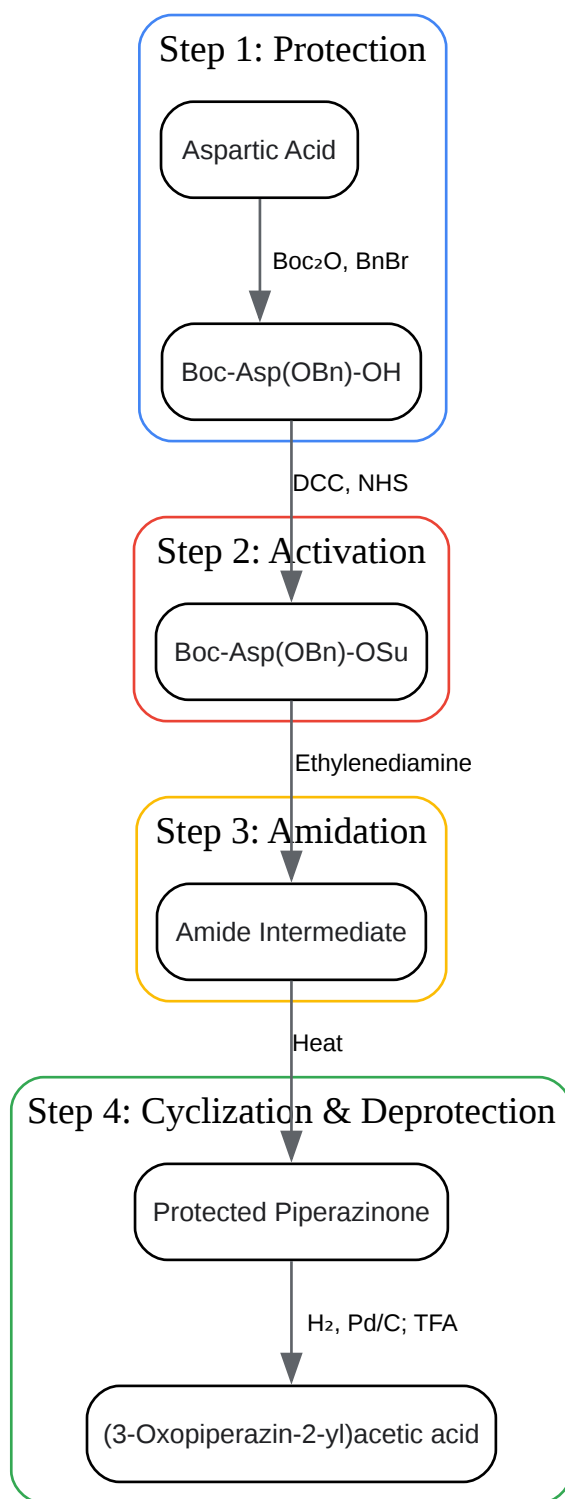 Step 1: Protection
Aspartic Acid
Boc₂O, BnBr
Boc-Asp(OBn)-OH
DCC, NHS
Step 2: Activation
Boc-Asp(OBn)-OSu
Ethylenediamine
Step 3: Amidation
Amide Intermediate
Heat
Step 4: Cyclization & Deprotection
Protected Piperazinone
H₂, Pd/C; TFA
(3-Oxopiperazin-2-yl)acetic acid